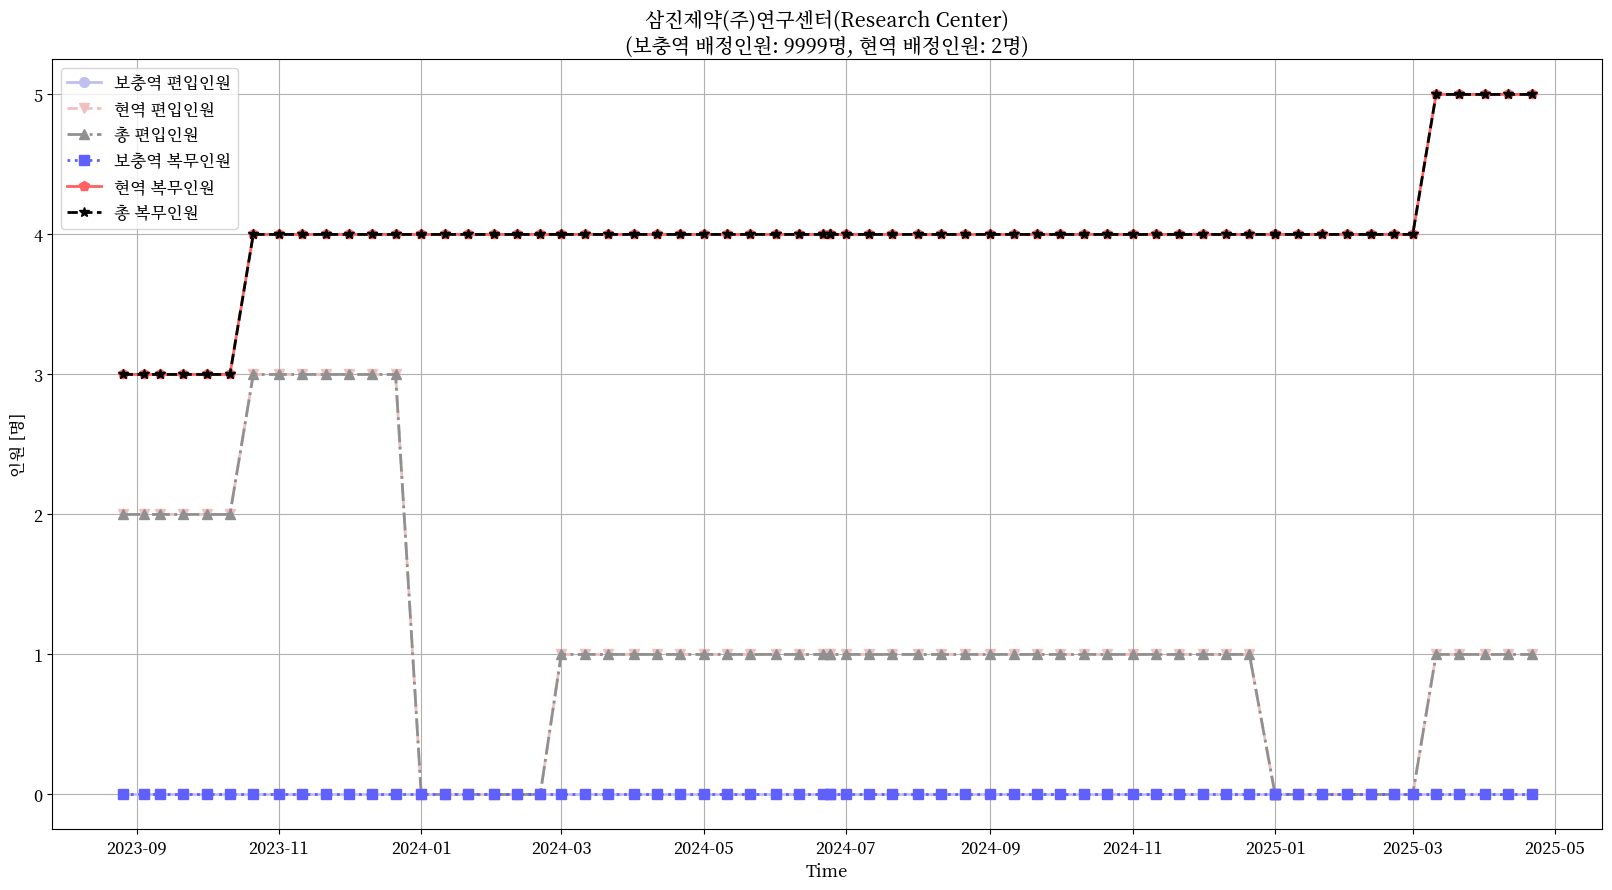 삼진제약(주)연구센터(Research Center)
(보충역 배정인원: 9999명, 현역 배정인원: 2명)
보충역 편입인원
현역 편입인원
총 편입인원
보충역 복무인원
현역 복무인원
총 복무인원
인원 [명]
5
4
3
2
1
0
2023-09 2023-11 2024-01 2024-03 2024-05 2024-07 2024-09 2024-11 2025-01 2025-03 2025-05
Time